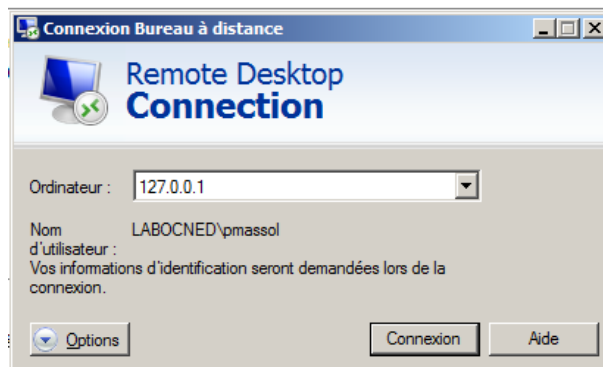 Connexion Bureau à distance
Remote Desktop
Connection
Ordinateur :
127.0.0.1
Nom
d'utilisateur :
LABOCNED\pmassol
Vos informations d'identification seront demandées lors de la
connexion.
Options
Connexion
Aide